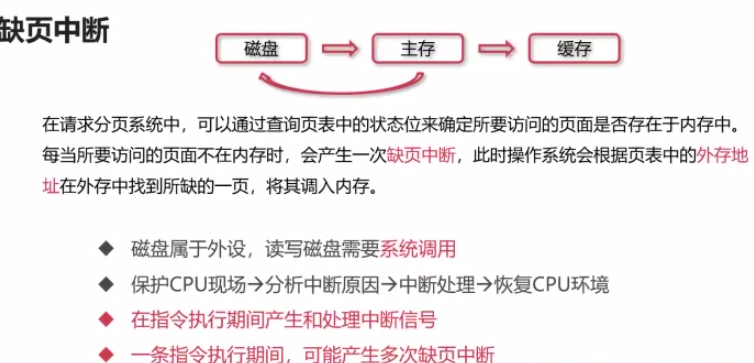 缺页中断
磁盘 主存 缓存
在请求分页系统中，可以通过查询页表中的状态位来确定所要访问的页面是否存在于内存中。
每当所要访问的页面不在内存时，会产生一次缺页中断，此时操作系统会根据页表中的外存地
址在外存中找到所缺的一页，将其调入内存。
◆ 磁盘属于外设，读写磁盘需要系统调用
◆ 保护CPU现场→分析中断原因→中断处理→恢复CPU环境
◆ 在指令执行期间产生和处理中断信号
◆ 一条指令执行期间，可能产生多次缺页中断